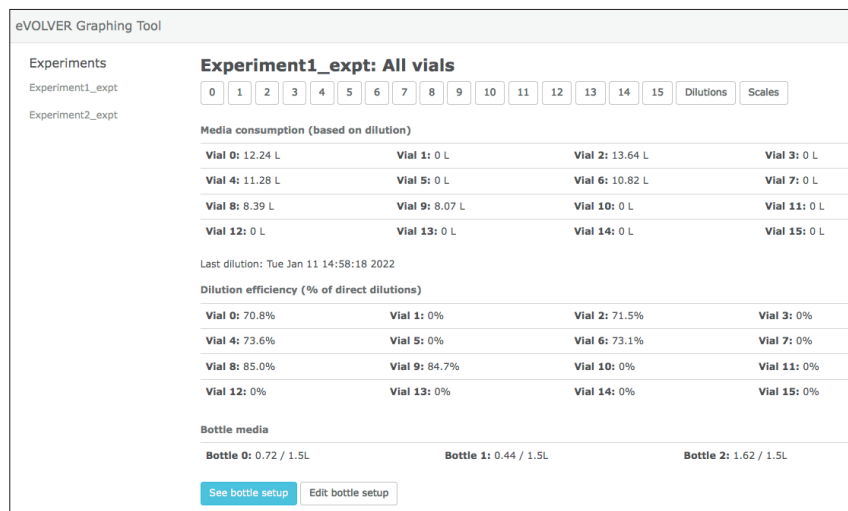 eVOLVER Graphing Tool
Experiments
Experiment1_expt
Experiment2_expt
Experiment1_expt: All vials
0 1 2 3 4 5 6 7 8 9 10 11 12 13 14 15 Dilutions Scales
Media consumption (based on dilution)
Vial 0: 12.24 L Vial 1: 0 L Vial 2: 13.64 L Vial 3: 0 L
Vial 4: 11.28 L Vial 5: 0 L Vial 6: 10.82 L Vial 7: 0 L
Vial 8: 8.39 L Vial 9: 8.07 L Vial 10: 0 L Vial 11: 0 L
Vial 12: 0 L Vial 13: 0 L Vial 14: 0 L Vial 15: 0 L
Last dilution: Tue Jan 11 14:58:18 2022
Dilution efficiency (% of direct dilutions)
Vial 0: 70.8% Vial 1: 0% Vial 2: 71.5% Vial 3: 0%
Vial 4: 73.6% Vial 5: 0% Vial 6: 73.1% Vial 7: 0%
Vial 8: 85.0% Vial 9: 84.7% Vial 10: 0% Vial 11: 0%
Vial 12: 0% Vial 13: 0% Vial 14: 0% Vial 15: 0%
Bottle media
Bottle 0: 0.72 / 1.5L Bottle 1: 0.44 / 1.5L Bottle 2: 1.62 / 1.5L
See bottle setup Edit bottle setup